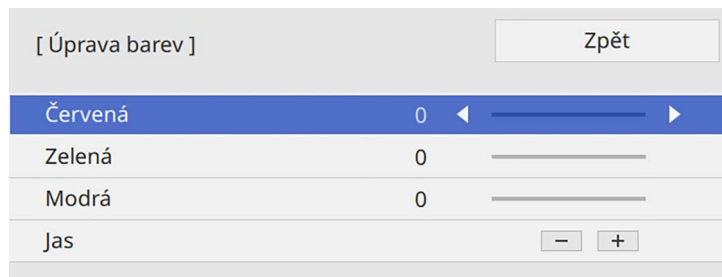 [ Úprava barev ]
Zpět
Červená 0
Zelená 0
Modrá 0
Jas − +